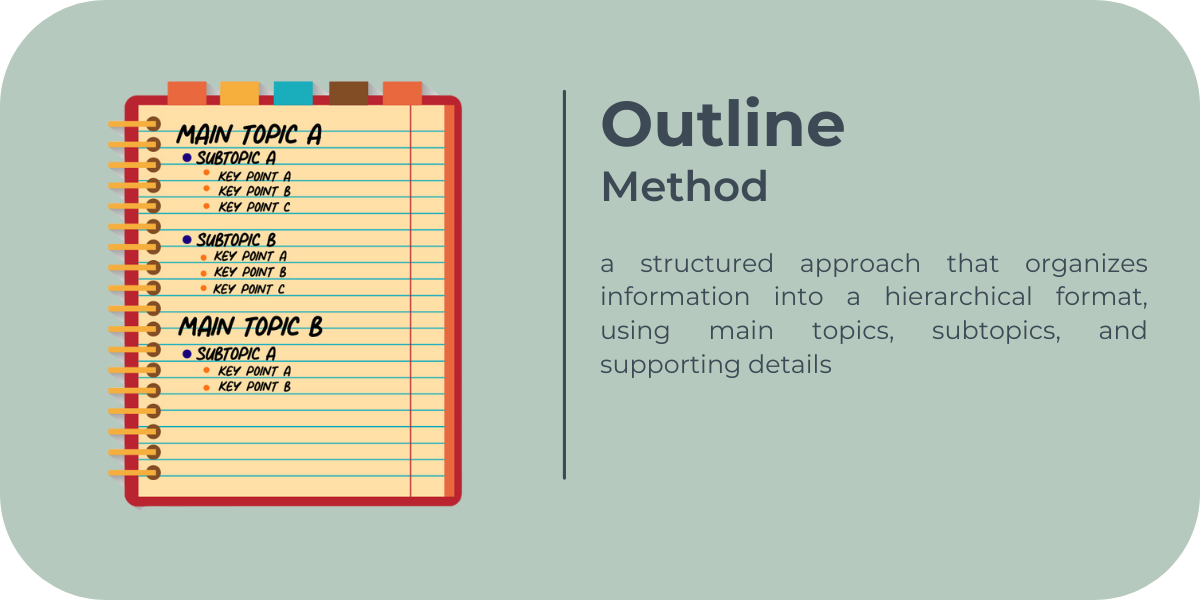 MAIN TOPIC A
SUBTOPIC A
KEY POINT A
KEY POINT B
KEY POINT C
SUBTOPIC B
KEY POINT A
KEY POINT B
KEY POINT C
MAIN TOPIC B
SUBTOPIC A
KEY POINT A
KEY POINT B
Outline
Method
a structured approach that organizes
information into a hierarchical format,
using main topics, subtopics, and
supporting details